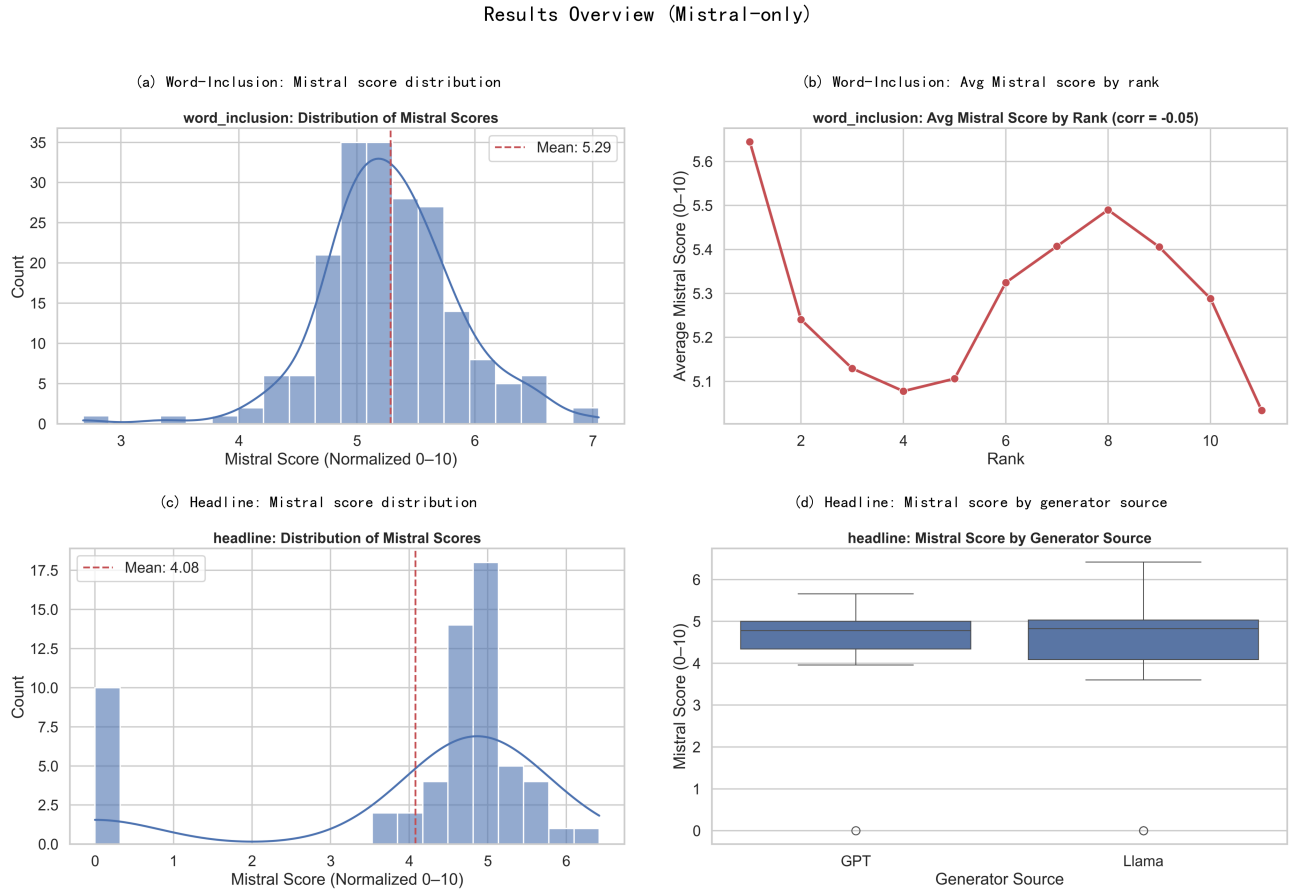 Results Overview (Mistral-only)
(a) Word-Inclusion: Mistral score distribution
word_inclusion: Distribution of Mistral Scores
Mean: 5.29
35
30
25
20
15
10
5
0
Count
3
4
5
6
7
Mistral Score (Normalized 0–10)
(b) Word-Inclusion: Avg Mistral score by rank
word_inclusion: Avg Mistral Score by Rank (corr = -0.05)
5.6
5.5
5.4
5.3
5.2
5.1
Average Mistral Score (0–10)
2
4
6
8
10
Rank
(c) Headline: Mistral score distribution
headline: Distribution of Mistral Scores
Mean: 4.08
17.5
15.0
12.5
10.0
7.5
5.0
2.5
0.0
Count
0
1
2
3
4
5
6
Mistral Score (Normalized 0–10)
(d) Headline: Mistral score by generator source
headline: Mistral Score by Generator Source
6
5
4
3
2
1
0
Mistral Score (0–10)
GPT
Llama
Generator Source